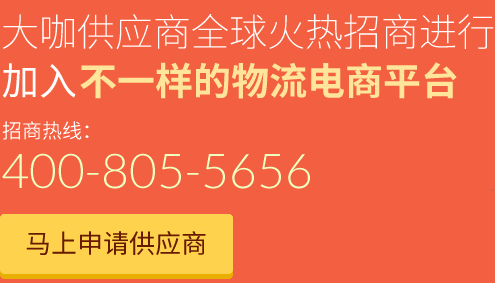 大咖供应商全球火热招商进行
加入不一样的物流电商平台
招商热线：
400-805-5656
马上申请供应商